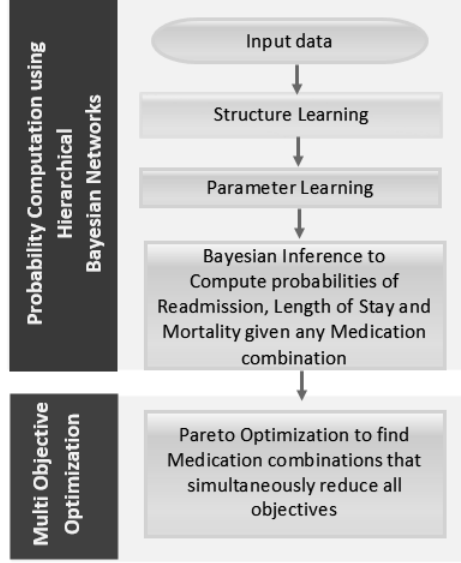 Probability Computation using
Hierarchical
Bayesian Networks
Input data
Structure Learning
Parameter Learning
Bayesian Inference to
Compute probabilities of
Readmission, Length of Stay and
Mortality given any Medication
combination
Multi Objective
Optimization
Pareto Optimization to find
Medication combinations that
simultaneously reduce all
objectives